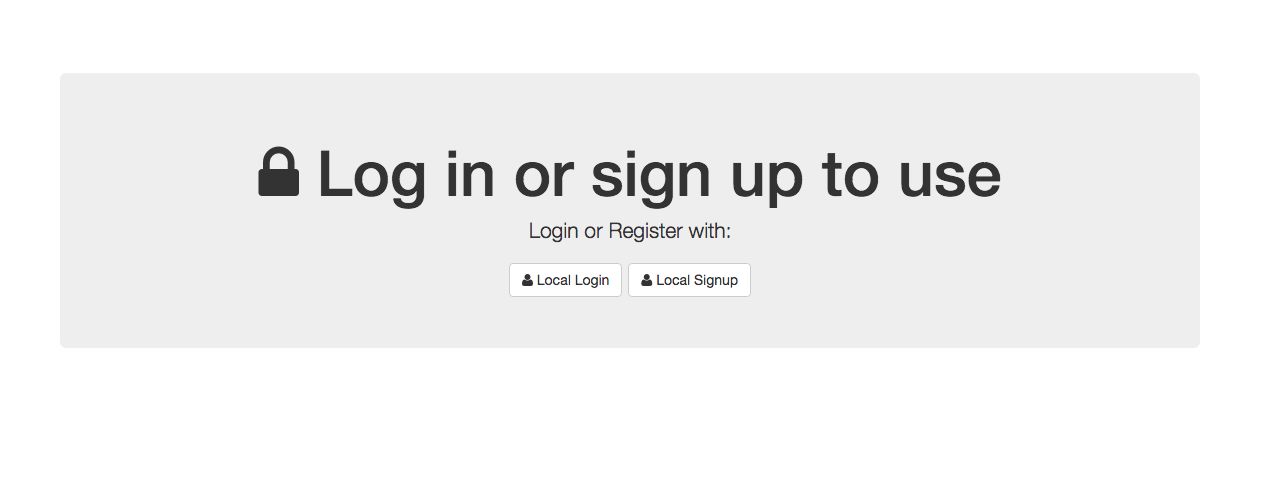 Log in or sign up to use
Login or Register with:
Local Login Local Signup